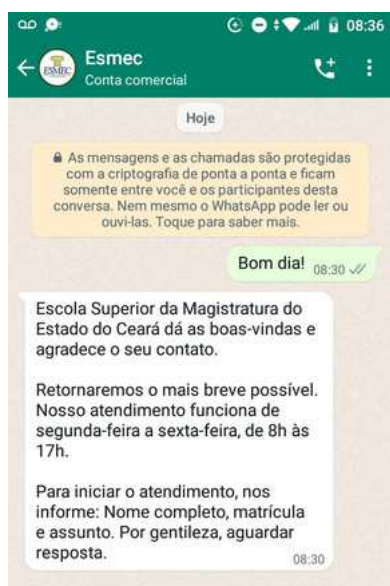 08:36
Esmec
Conta comercial
ESMEC
Hoje
As mensagens e as chamadas são protegidas
com a criptografia de ponta a ponta e ficam
somente entre você e os participantes desta
conversa. Nem mesmo o WhatsApp pode ler ou
ouvi-las. Toque para saber mais.
Bom dia! 08:30
Escola Superior da Magistratura do
Estado do Ceará dá as boas-vindas e
agradece o seu contato.
Retornaremos o mais breve possível.
Nosso atendimento funciona de
segunda-feira a sexta-feira, de 8h às
17h.
Para iniciar o atendimento, nos
informe: Nome completo, matrícula
e assunto. Por gentileza, aguardar
resposta. 08:30